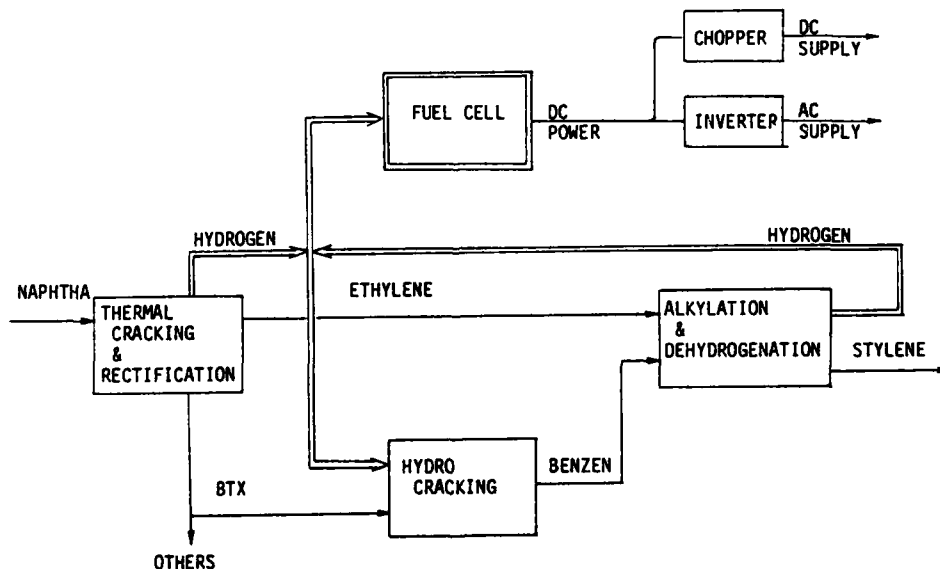 CHOPPER
DC
SUPPLY
FUEL CELL
DC
POWER
INVERTER
AC
SUPPLY
HYDROGEN
HYDROGEN
NAPHTHA
THERMAL
CRACKING
&
RECTIFICATION
ETHYLENE
ALKYLATION
&
DEHYDROGENATION
STYLENE
HYDRO
CRACKING
BENZEN
BTX
OTHERS